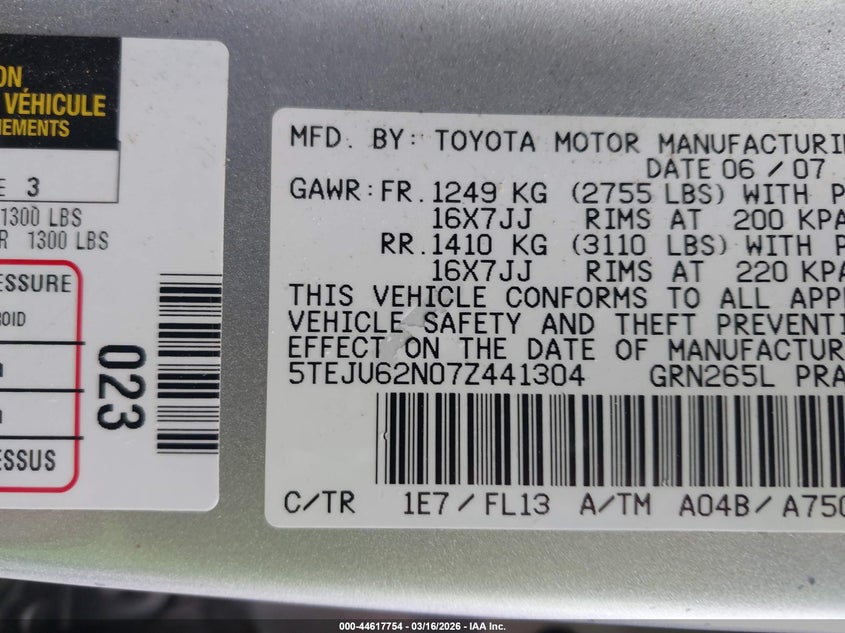 ON
VÉHICULE
NEMENTS
E 3
1300 LBS
R 1300 LBS
ESSURE
OID
023
ESSUS
MFD. BY: TOYOTA MOTOR MANUFACTURI
DATE 06 / 07
GAWR: FR. 1249 KG (2755 LBS) WITH P
16X7JJ RIMS AT 200 KPA
RR. 1410 KG (3110 LBS) WITH P
16X7JJ RIMS AT 220 KPA
THIS VEHICLE CONFORMS TO ALL APPL
VEHICLE SAFETY AND THEFT PREVENTI
EFFECT ON THE DATE OF MANUFACTUR
5TEJU62N07Z441304 GRN265L PRA
C/TR 1E7 / FL13 A/TM A04B/ A750
000-44617754 - 03/16/2026 - IAA Inc.